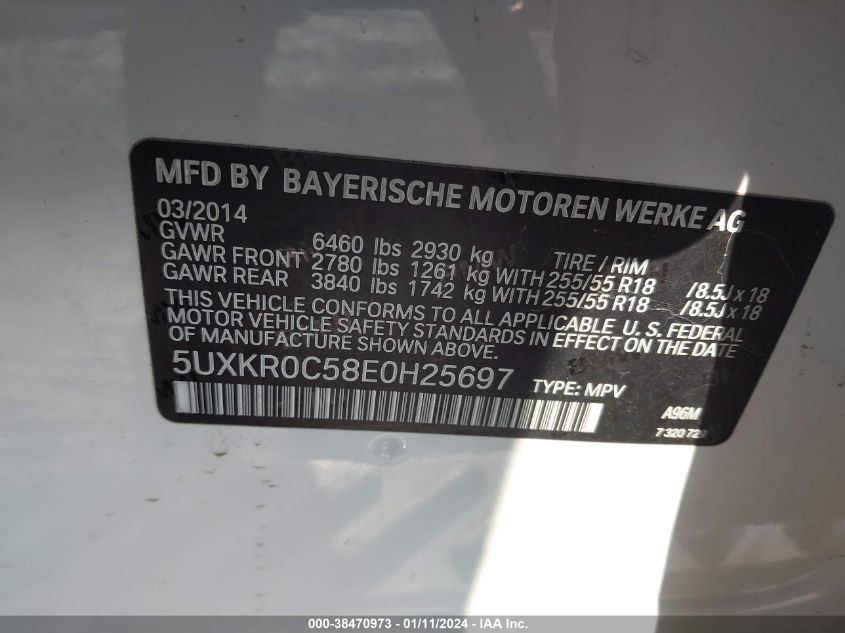 MFD BY BAYERISCHE MOTOREN WERKE AG
03/2014
GVWR 6460 lbs 2930 kg TIRE / RIM
GAWR FRONT 2780 lbs 1261 kg WITH 255/55 R18 /8.5J x 18
GAWR REAR 3840 lbs 1742 kg WITH 255/55 R18 /8.5J x 18
THIS VEHICLE CONFORMS TO ALL APPLICABLE U.S. FEDERAL
MOTOR VEHICLE SAFETY STANDARDS IN EFFECT ON THE DATE
OF MANUFACTURE SHOWN ABOVE.
5UXKR0C58E0H25697 TYPE: MPV
A96M
7 320 729
000-38470973 - 01/11/2024 - IAAI Inc.